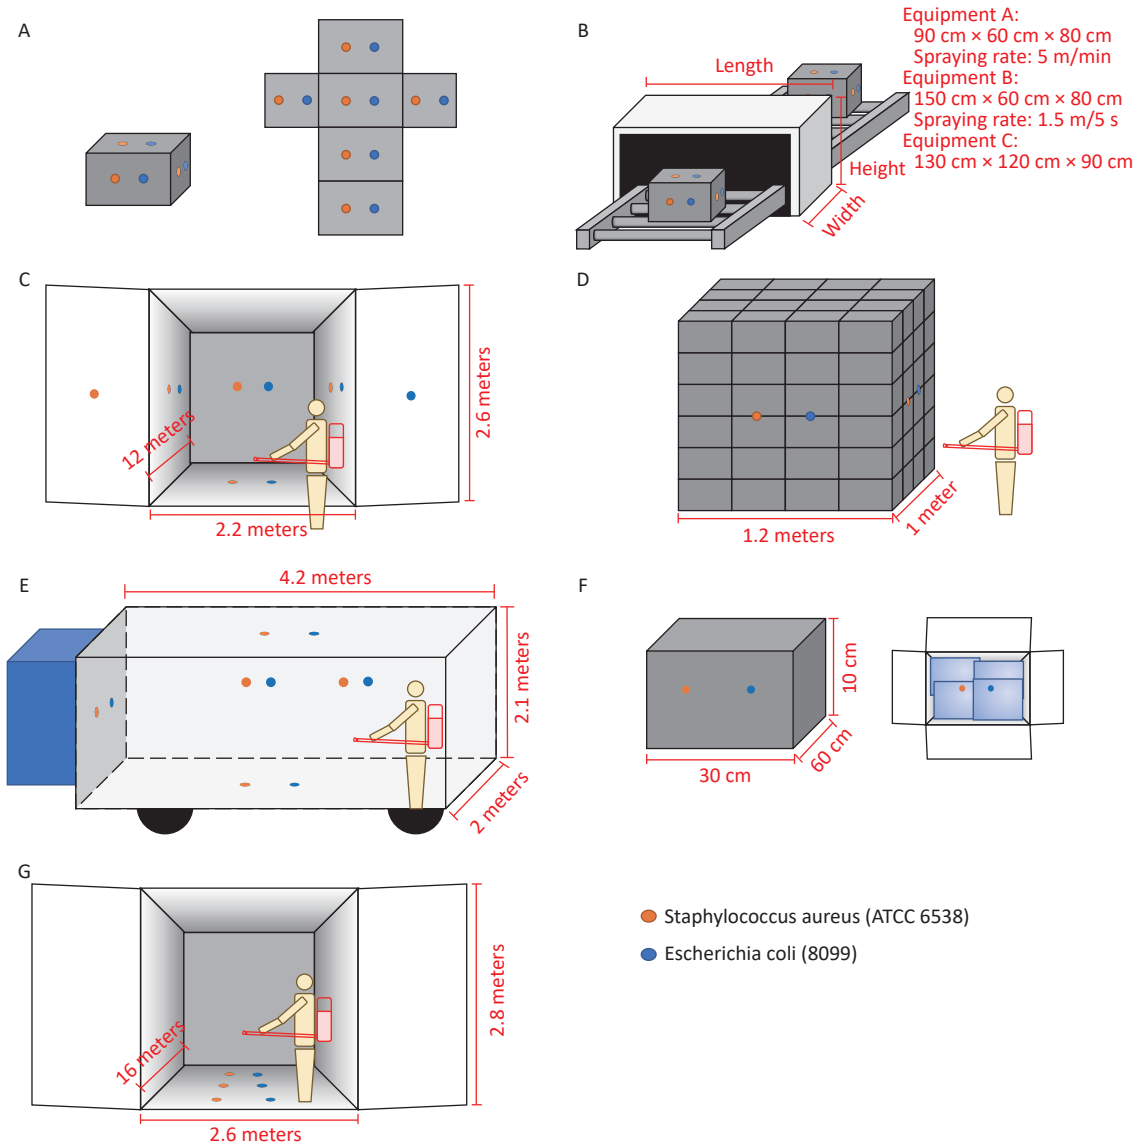 A
B
Length
Height
Width
Equipment A:
90 cm × 60 cm × 80 cm
Spraying rate: 5 m/min
Equipment B:
150 cm × 60 cm × 80 cm
Spraying rate: 1.5 m/5 s
Equipment C:
130 cm × 120 cm × 90 cm
C
12 meters
2.2 meters
2.6 meters
D
1.2 meters
1 meter
E
4.2 meters
2.1 meters
2 meters
F
10 cm
60 cm
30 cm
G
16 meters
2.6 meters
2.8 meters
Staphylococcus aureus (ATCC 6538)
Escherichia coli (8099)